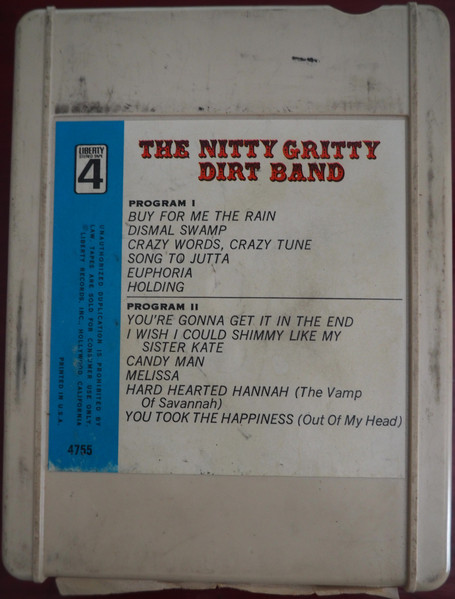 LIBERTY
STEREO TAPE
4
THE NITTY GRITTY
DIRT BAND
PROGRAM I
BUY FOR ME THE RAIN
DISMAL SWAMP
CRAZY WORDS, CRAZY TUNE
SONG TO JUTTA
EUPHORIA
HOLDING
PROGRAM II
YOU'RE GONNA GET IT IN THE END
I WISH I COULD SHIMMY LIKE MY
SISTER KATE
CANDY MAN
MELISSA
HARD HEARTED HANNAH (The Vamp
Of Savannah)
YOU TOOK THE HAPPINESS (Out Of My Head)
UNAUTHORIZED DUPLICATION IS PROHIBITED BY
LAW TAPES ARE SOLD FOR CONSUMER USE ONLY.
©LIBERTY RECORDS, INC., HOLLYWOOD, CALIFORNIA
PRINTED IN U.S.A.
4755